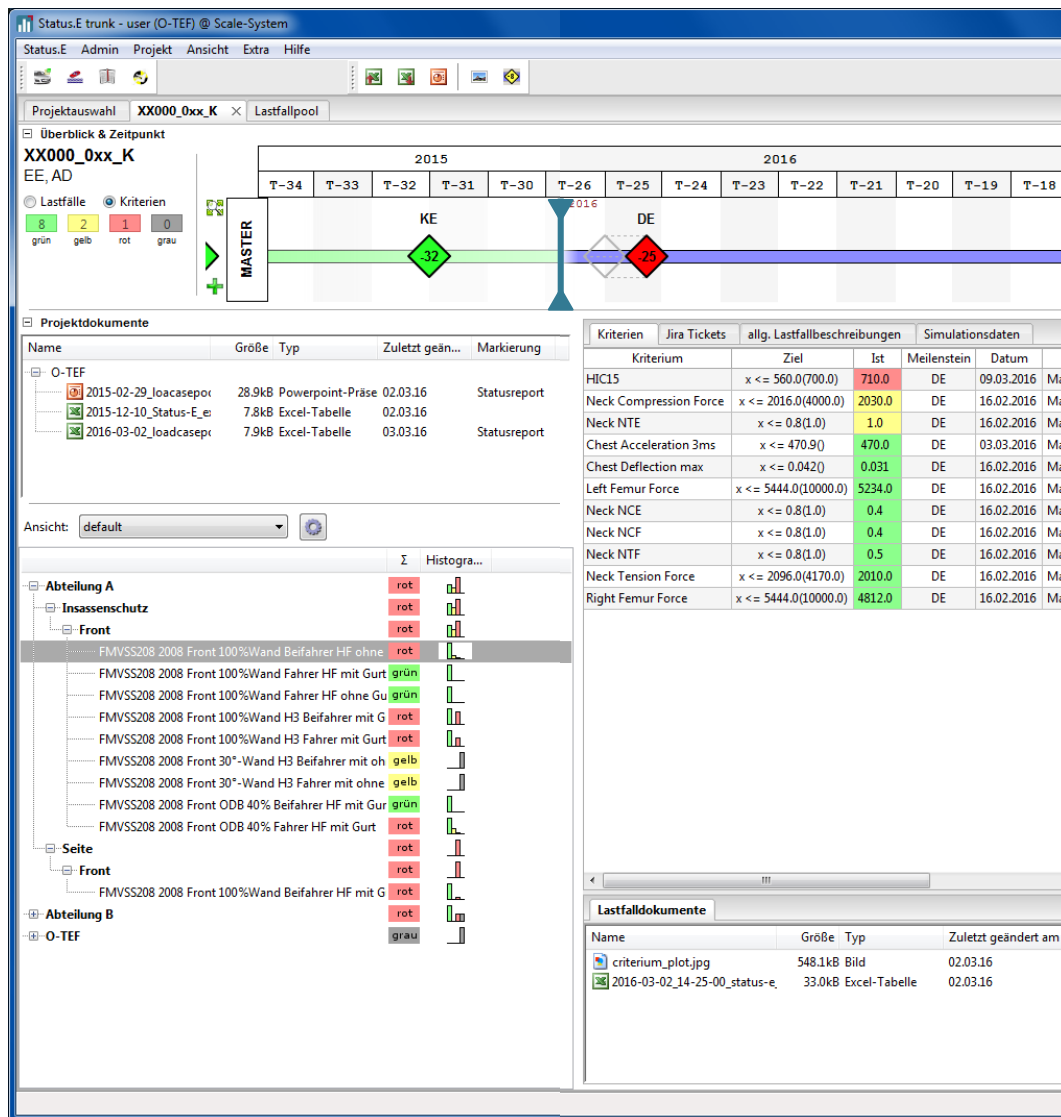 Status.E trunk - user (O-TEF) @ Scale-System
Status.E Admin Projekt Ansicht Extra Hilfe
Projektauswahl XX000_0xx_K Lastfallpool
Überblick & Zeitpunkt
XX000_0xx_K
EE, AD
Lastfälle Kriterien
8 2 1 0
grün gelb rot grau
MASTER
2015 2016
T-34 T-33 T-32 T-31 T-30 T-26 T-25 T-24 T-23 T-22 T-21 T-20 T-19 T-18
2016
KE DE
-32 -25
Projektdokumente
Name Größe Typ Zuletzt geän... Markierung
O-TEF
2015-02-29_loacasepo 28.9kB Powerpoint-Präse 02.03.16 Statusreport
2015-12-10_Status-E_e 7.8kB Excel-Tabelle 02.03.16
2016-03-02_loadcasepo 7.9kB Excel-Tabelle 03.03.16 Statusreport
Ansicht: default
Σ Histogra...
Abteilung A rot
Insassenschutz rot
Front rot
FMVSS208 2008 Front 100%Wand Beifahrer HF ohne rot
FMVSS208 2008 Front 100%Wand Fahrer HF mit Gurt grün
FMVSS208 2008 Front 100%Wand Fahrer HF ohne Gu grün
FMVSS208 2008 Front 100%Wand H3 Beifahrer mit G rot
FMVSS208 2008 Front 100%Wand H3 Fahrer mit Gurt rot
FMVSS208 2008 Front 30°-Wand H3 Beifahrer mit oh gelb
FMVSS208 2008 Front 30°-Wand H3 Fahrer mit ohne gelb
FMVSS208 2008 Front ODB 40% Beifahrer HF mit Gur grün
FMVSS208 2008 Front ODB 40% Fahrer HF mit Gurt rot
Seite rot
Front rot
FMVSS208 2008 Front 100%Wand Beifahrer HF mit G rot
Abteilung B rot
O-TEF grau
Kriterien Jira Tickets allg. Lastfallbeschreibungen Simulationsdaten
Kriterium Ziel Ist Meilenstein Datum
HIC15 x <= 560.0(700.0) 710.0 DE 09.03.2016 Ma
Neck Compression Force x <= 2016.0(4000.0) 2030.0 DE 16.02.2016 Ma
Neck NTE x <= 0.8(1.0) 1.0 DE 16.02.2016 Ma
Chest Acceleration 3ms x <= 470.9() 470.0 DE 03.03.2016 Ma
Chest Deflection max x <= 0.042() 0.031 DE 16.02.2016 Ma
Left Femur Force x <= 5444.0(10000.0) 5234.0 DE 16.02.2016 Ma
Neck NCE x <= 0.8(1.0) 0.4 DE 16.02.2016 Ma
Neck NCF x <= 0.8(1.0) 0.4 DE 16.02.2016 Ma
Neck NTF x <= 0.8(1.0) 0.5 DE 16.02.2016 Ma
Neck Tension Force x <= 2096.0(4170.0) 2010.0 DE 16.02.2016 Ma
Right Femur Force x <= 5444.0(10000.0) 4812.0 DE 16.02.2016 Ma
Lastfalldokumente
Name Größe Typ Zuletzt geändert am
criterium_plot.jpg 548.1kB Bild 02.03.16
2016-03-02_14-25-00_status-e_ 33.0kB Excel-Tabelle 02.03.16